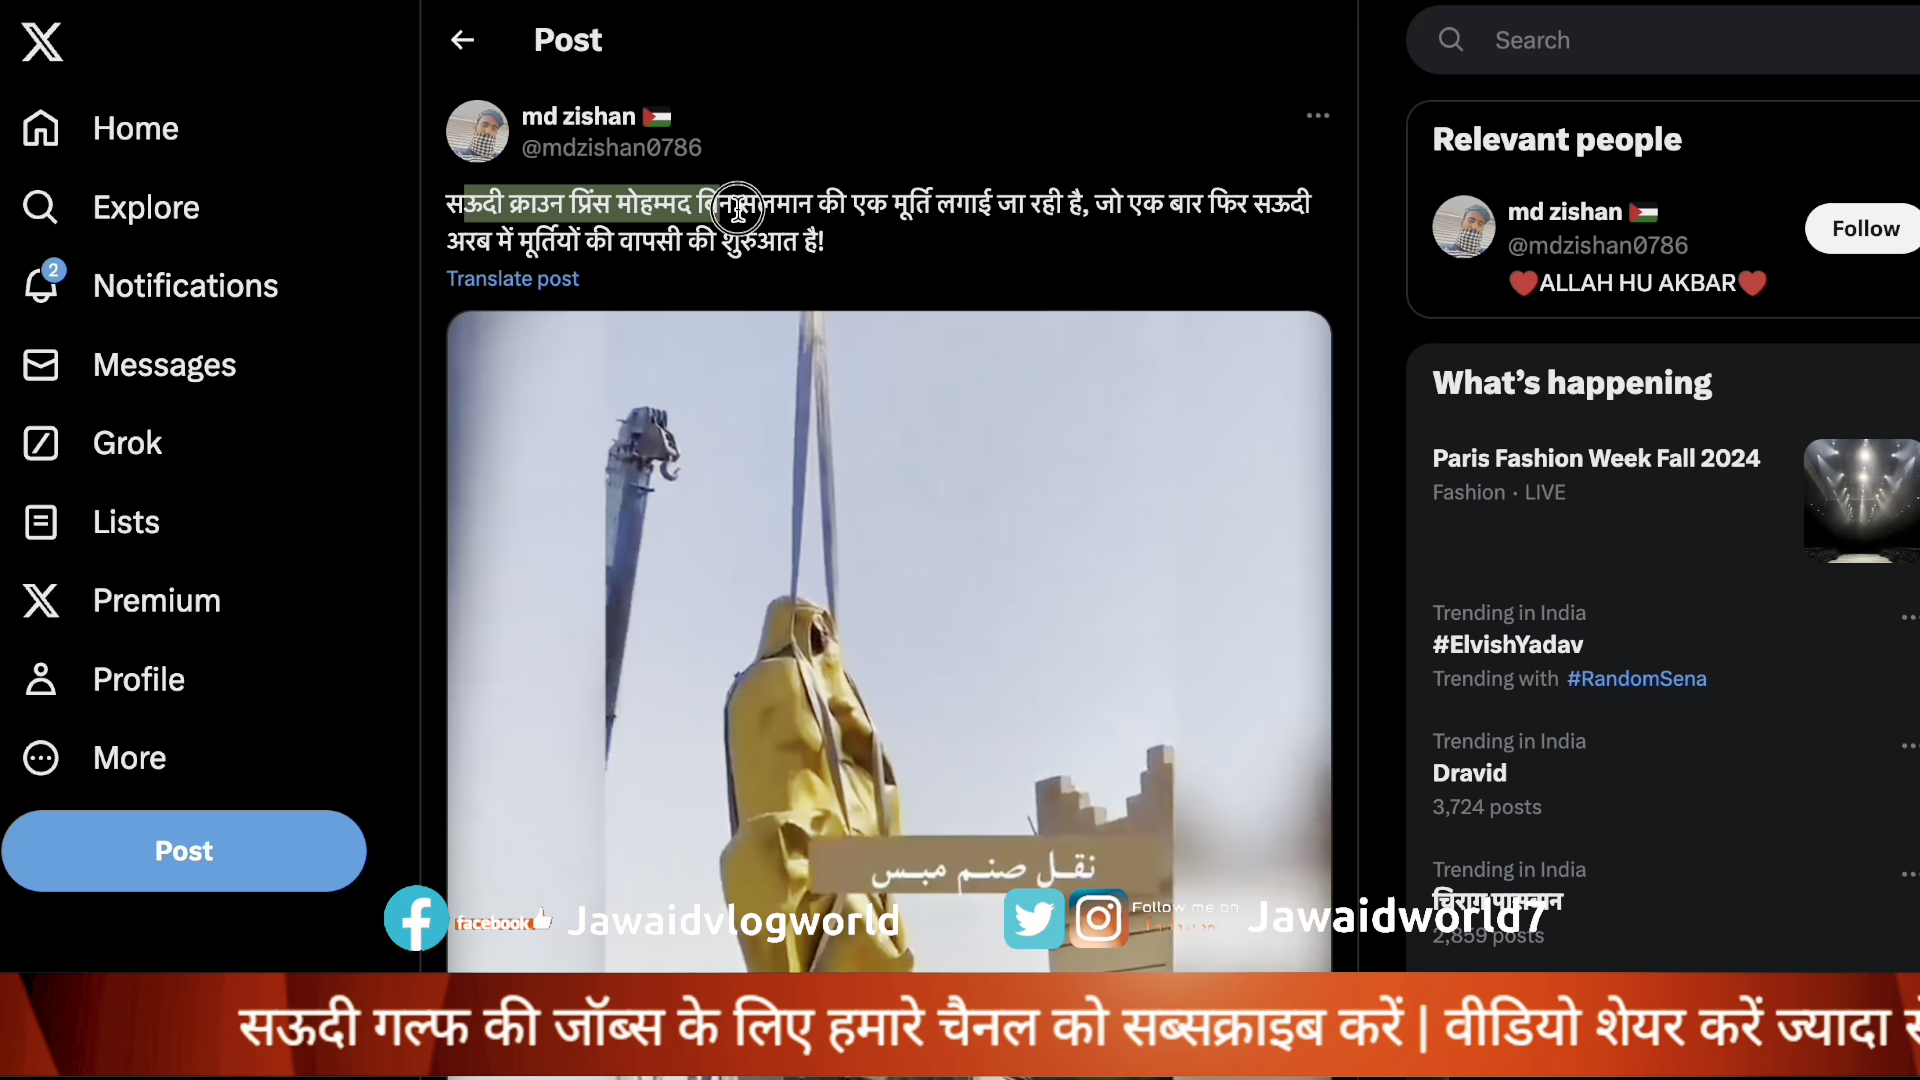 Home
Explore
2
Notifications
Messages
Grok
Lists
Premium
Profile
More
Post
Post
md zishan
@mdzishan0786
सऊदी क्राउन प्रिंस मोहम्मद बिन सलमान की एक मूर्ति लगाई जा रही है, जो एक बार फिर सऊदी
अरब में मूर्तियों की वापसी की शुरुआत है!
Translate post
نقل صنم مبس
Search
Relevant people
md zishan
@mdzishan0786
Follow
ALLAH HU AKBAR
What's happening
Paris Fashion Week Fall 2024
Fashion · LIVE
Trending in India
#ElvishYadav
Trending with #RandomSena
Trending in India
Dravid
3,724 posts
Trending in India
चिराग पासवान
2,859 posts
facebook Jawaidvlogworld
Follow me on Jawaidworld7
सऊदी गल्फ की जॉब्स के लिए हमारे चैनल को सब्सक्राइब करें | वीडियो शेयर करें ज्यादा